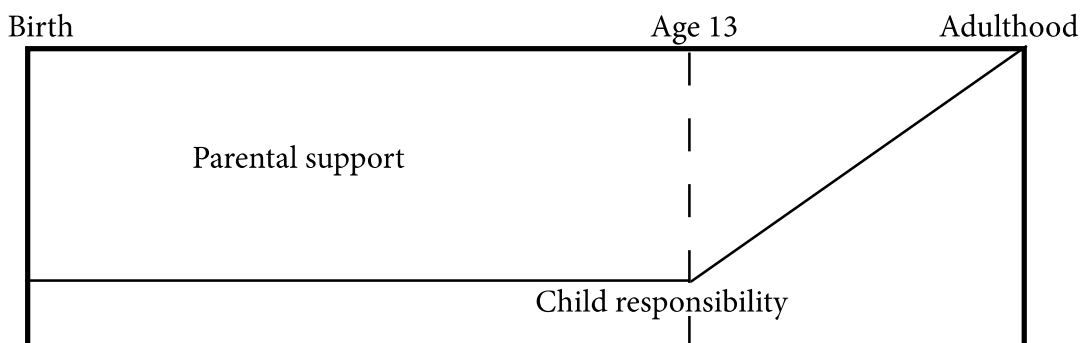 Birth
Age 13
Adulthood
Parental support
Child responsibility